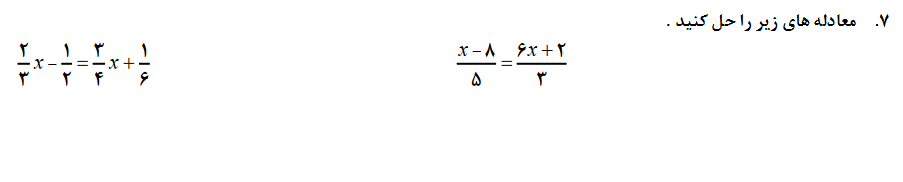 ۷. معادله های زیر را حل کنید .
(x - ۸)/۵ = (۶x + ۲)/۳
۲/۳ x - ۱/۲ = ۳/۴ x + ۱/۶